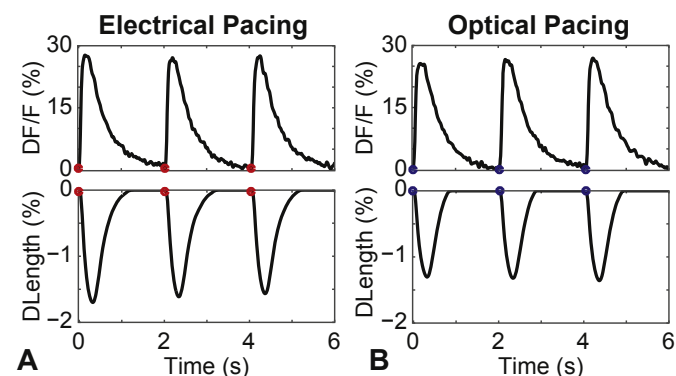 Electrical Pacing
Optical Pacing
DF/F (%)
30
15
0
DF/F (%)
30
15
0
DLength (%)
0
−1
−2
DLength (%)
0
−1
−2
0 2 4 6
0 2 4 6
A Time (s)
B Time (s)